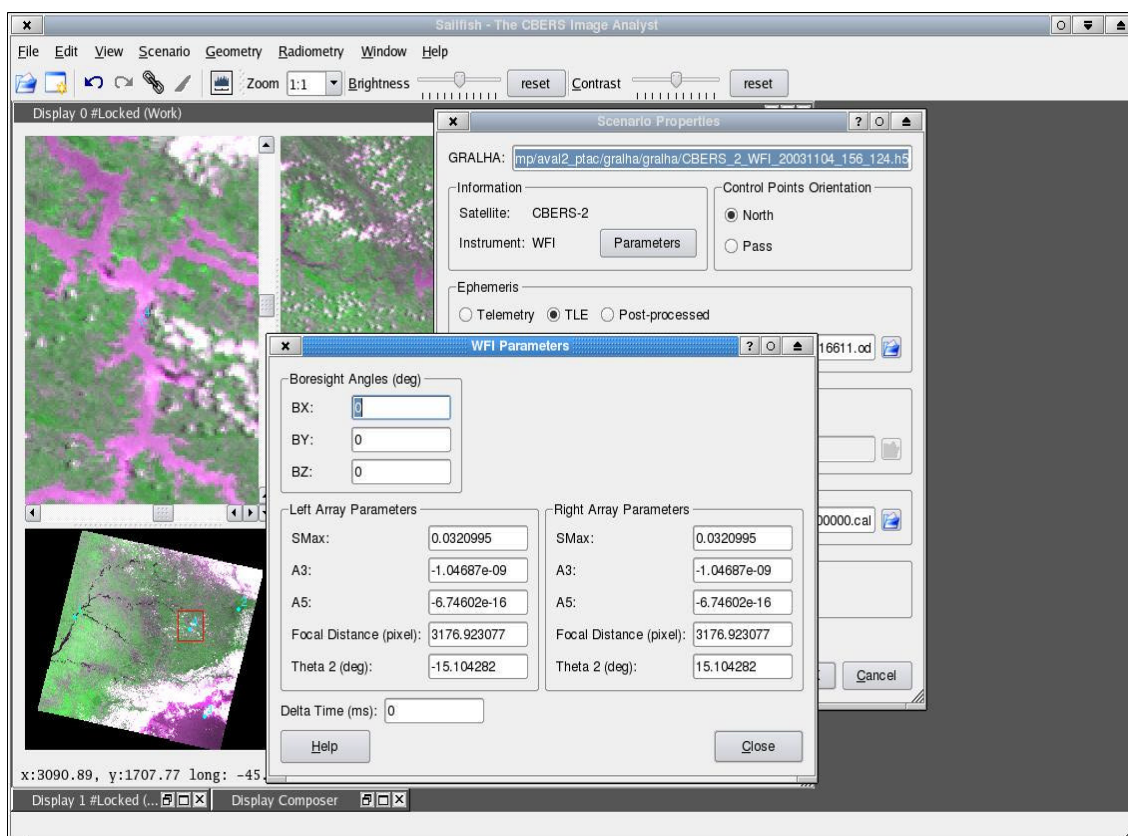 Sailfish - The CBERS Image Analyst
File Edit View Scenario Geometry Radiometry Window Help
Zoom 1:1 Brightness reset Contrast reset
Display 0 #Locked (Work)
Scenario Properties
GRALHA: mp/aval2_ptac/gralha/gralha/CBERS_2_WFI_20031104_156_124.h5
Information
Satellite: CBERS-2
Instrument: WFI Parameters
Control Points Orientation
North
Pass
Ephemeris
Telemetry TLE Post-processed
16611.od
00000.cal
Cancel
WFI Parameters
Boresight Angles (deg)
BX: 0
BY: 0
BZ: 0
Left Array Parameters
SMax: 0.0320995
A3: -1.04687e-09
A5: -6.74602e-16
Focal Distance (pixel): 3176.923077
Theta 2 (deg): -15.104282
Right Array Parameters
SMax: 0.0320995
A3: -1.04687e-09
A5: -6.74602e-16
Focal Distance (pixel): 3176.923077
Theta 2 (deg): 15.104282
Delta Time (ms): 0
Help Close
x:3090.89, y:1707.77 long: -45.
Display 1 #Locked (... Display Composer